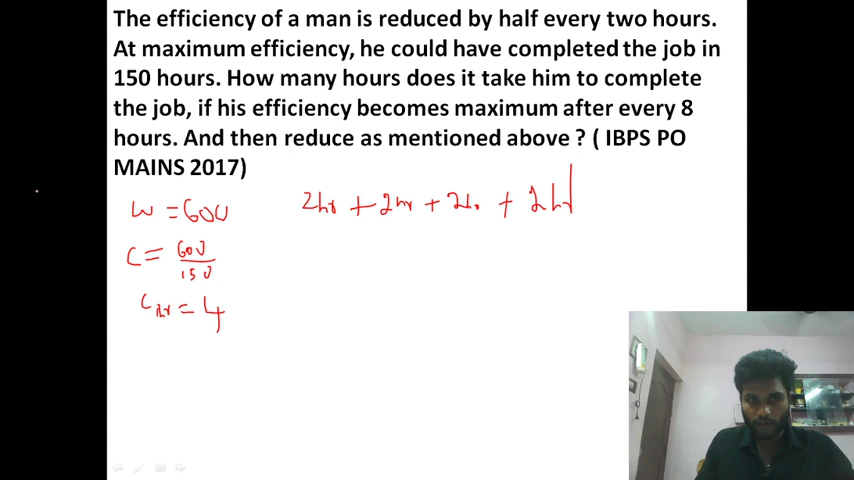 The efficiency of a man is reduced by half every two hours.
At maximum efficiency, he could have completed the job in
150 hours. How many hours does it take him to complete
the job, if his efficiency becomes maximum after every 8
hours. And then reduce as mentioned above ? ( IBPS PO
MAINS 2017)
W = 600
2hr + 2hr + 2hr + 2hr
C = 600/150
= 4